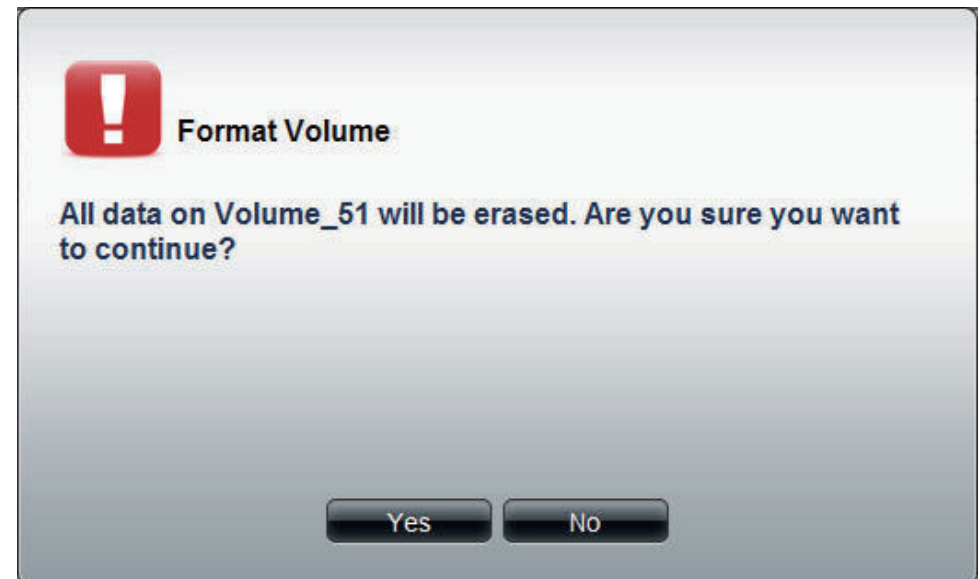 Format Volume
All data on Volume_51 will be erased. Are you sure you want
to continue?
Yes
No